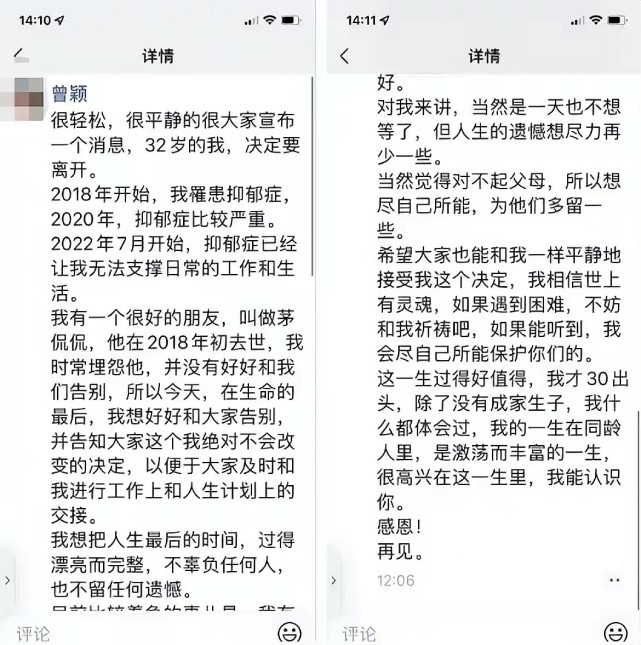 14:10
详情
曾颖
很轻松，很平静的很大家宣布
一个消息，32岁的我，决定要
离开。
2018年开始，我罹患抑郁症，
2020年，抑郁症比较严重。
2022年7月开始，抑郁症已经
让我无法支撑日常的工作和生
活。
我有一个很好的朋友，叫做茅
侃侃，他在2018年初去世，我
时常埋怨他，并没有好好和我
们告别，所以今天，在生命的
最后，我想好好和大家告别，
并告知大家这个我绝对不会改
变的决定，以便于大家及时和
我进行工作上和人生计划上的
交接。
我想把人生最后的时间，过得
漂亮而完整，不辜负任何人，
也不留任何遗憾。
评论
14:11
详情
好。
对我来讲，当然是一天也不想
等了，但人生的遗憾想尽力再
少一些。
当然觉得对不起父母，所以想
尽自己所能，为他们多留一
些。
希望大家也能和我一样平静地
接受我这个决定，我相信世上
有灵魂，如果遇到困难，不妨
和我祈祷吧，如果能听到，我
会尽自己所能保护你们的。
这一生过得好值得，我才30出
头，除了没有成家生子，我什
么都体会过，我的一生在同龄
人里，是激荡而丰富的一生，
很高兴在这一生里，我能认识
你。
感恩！
再见。
12:06
评论